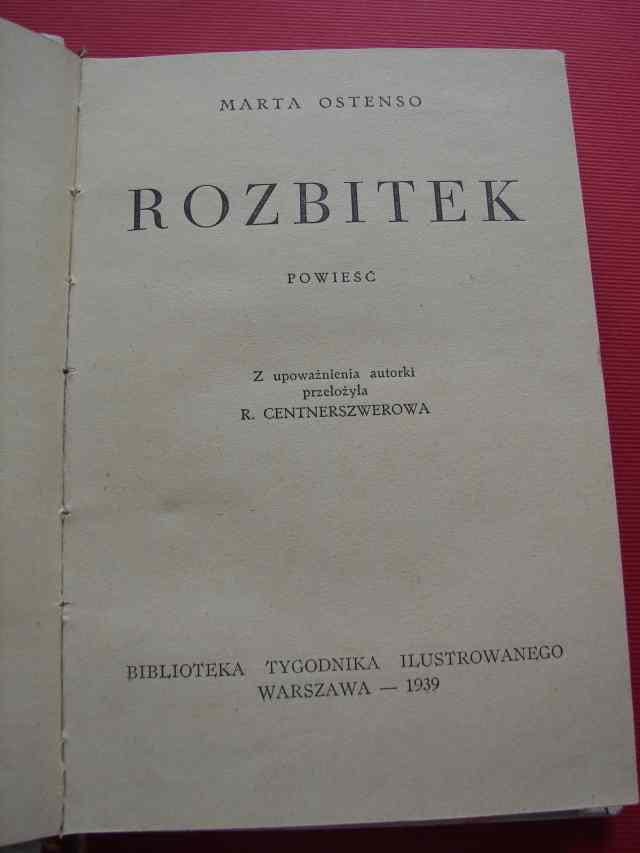 MARTA OSTENSO
ROZBITEK
POWIEŚĆ
Z upoważnienia autorki
przełożyła
R. CENTNERSZWEROWA
BIBLIOTEKA TYGODNIKA ILUSTROWANEGO
WARSZAWA — 1939